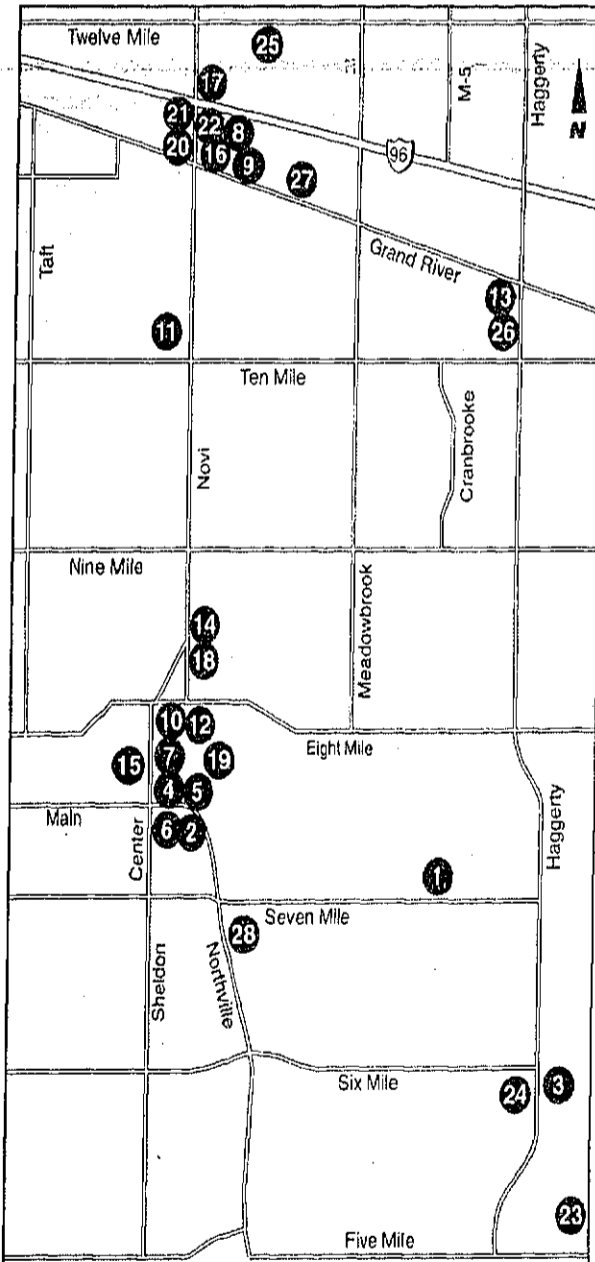 Twelve Mile
25
17
M-5
Haggerty
N
21
22
8
20
16
9
96
27
Taft
Grand River
13
26
11
Ten Mile
Novi
Cranbrooke
Nine Mile
14
18
Meadowbrook
10
12
Eight Mile
15
7
19
4
5
Main
Center
6
2
Haggerty
1
Seven Mile
28
Sheldon
Northville
Six Mile
24
3
23
Five Mile